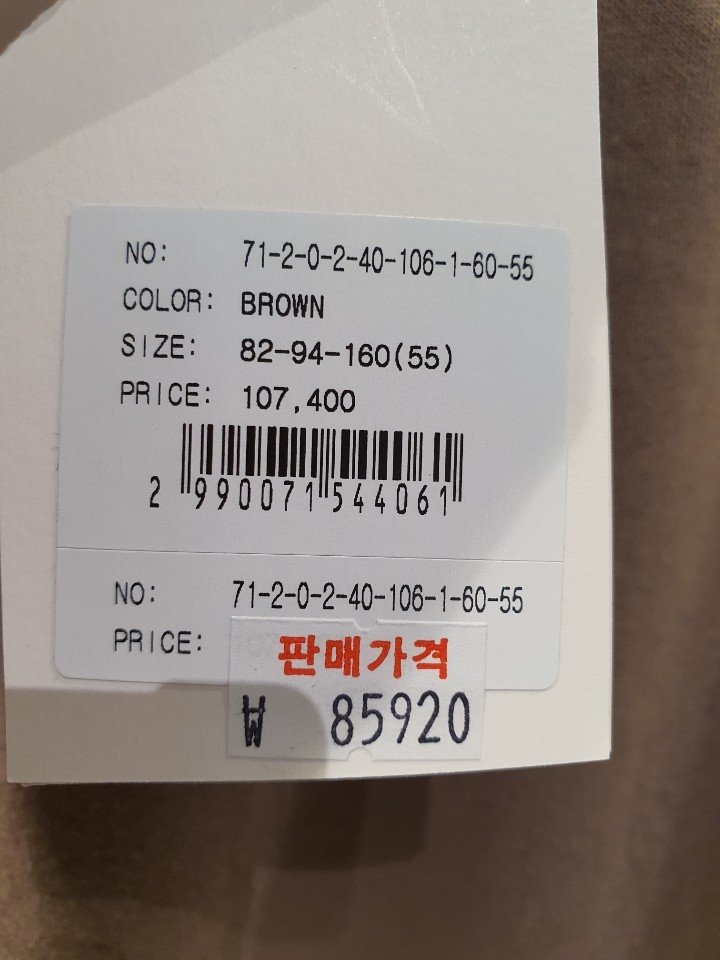 NO: 71-2-0-2-40-106-1-60-55
COLOR: BROWN
SIZE: 82-94-160(55)
PRICE: 107,400
2 990071 544061
NO: 71-2-0-2-40-106-1-60-55
PRICE:
판매가격
₩ 85920